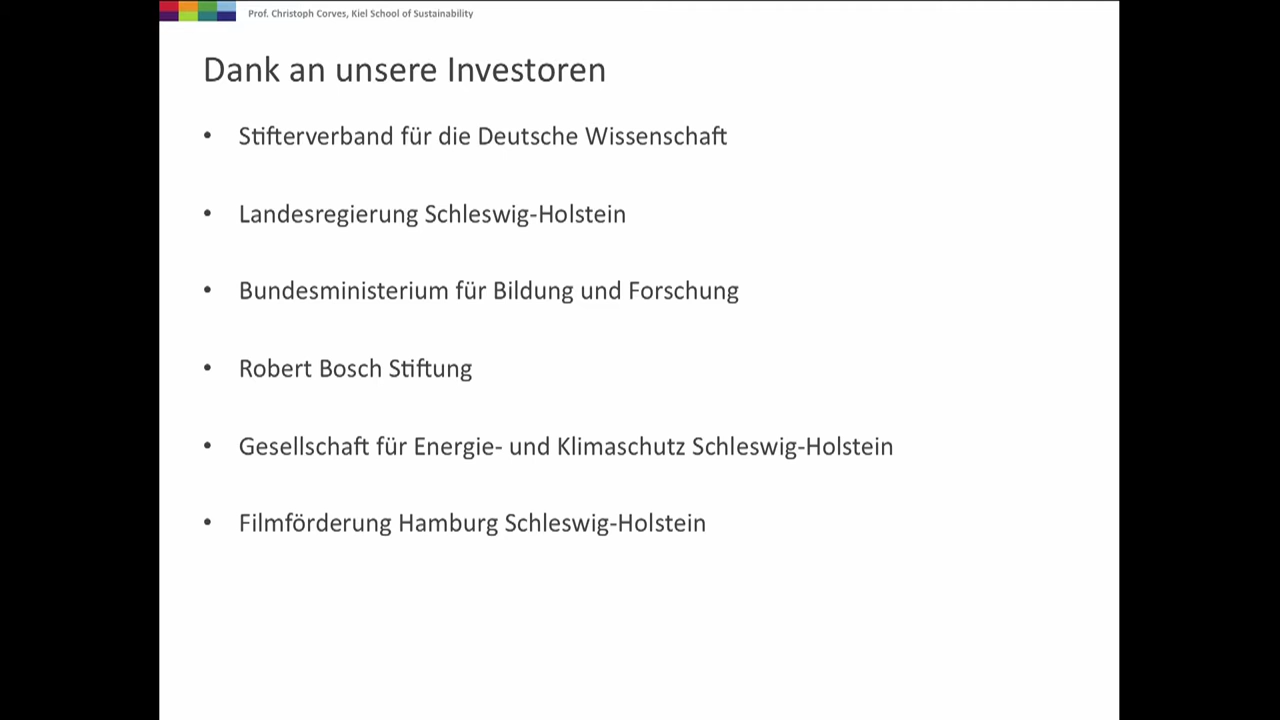 Prof. Christoph Corves, Kiel School of Sustainability
Dank an unsere Investoren
• Stifterverband für die Deutsche Wissenschaft
• Landesregierung Schleswig-Holstein
• Bundesministerium für Bildung und Forschung
• Robert Bosch Stiftung
• Gesellschaft für Energie- und Klimaschutz Schleswig-Holstein
• Filmförderung Hamburg Schleswig-Holstein